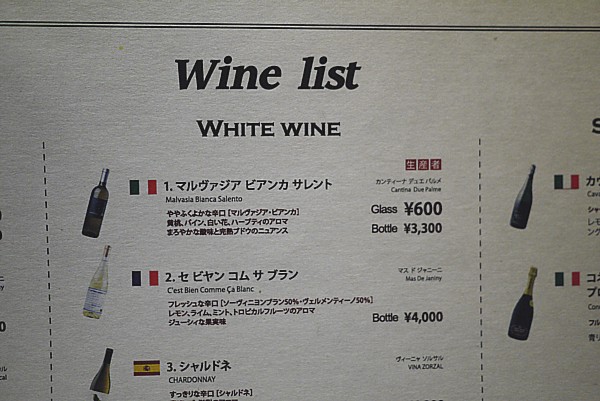 Wine list
WHITE WINE
生産者
1. マルヴァジア ビアンカ サレント
カンティーナ デュエ パルメ
Malvasia Bianca Salento
Cantina Due Palme
ややふくよかな辛口 [マルヴァジア・ビアンカ]
Glass ¥600
黄桃、パイン、白い花、ハーブティのアロマ
まろやかな酸味と完熟ブドウのニュアンス
Bottle ¥3,300
2. セ ビヤン コム サ ブラン
マス ド ジャニーニ
C'est Bien Comme Ça Blanc
Mas De Janiny
フレッシュな辛口 [ソーヴィニヨンブラン50%・ヴェルメンティーノ50%]
レモン、ライム、ミント、トロピカルフルーツのアロマ
ジューシィな果実味
Bottle ¥4,000
3. シャルドネ
ヴィーニャ ソルサル
CHARDONNAY
VINA ZORZAL
すっきりな辛口 [シャルドネ]